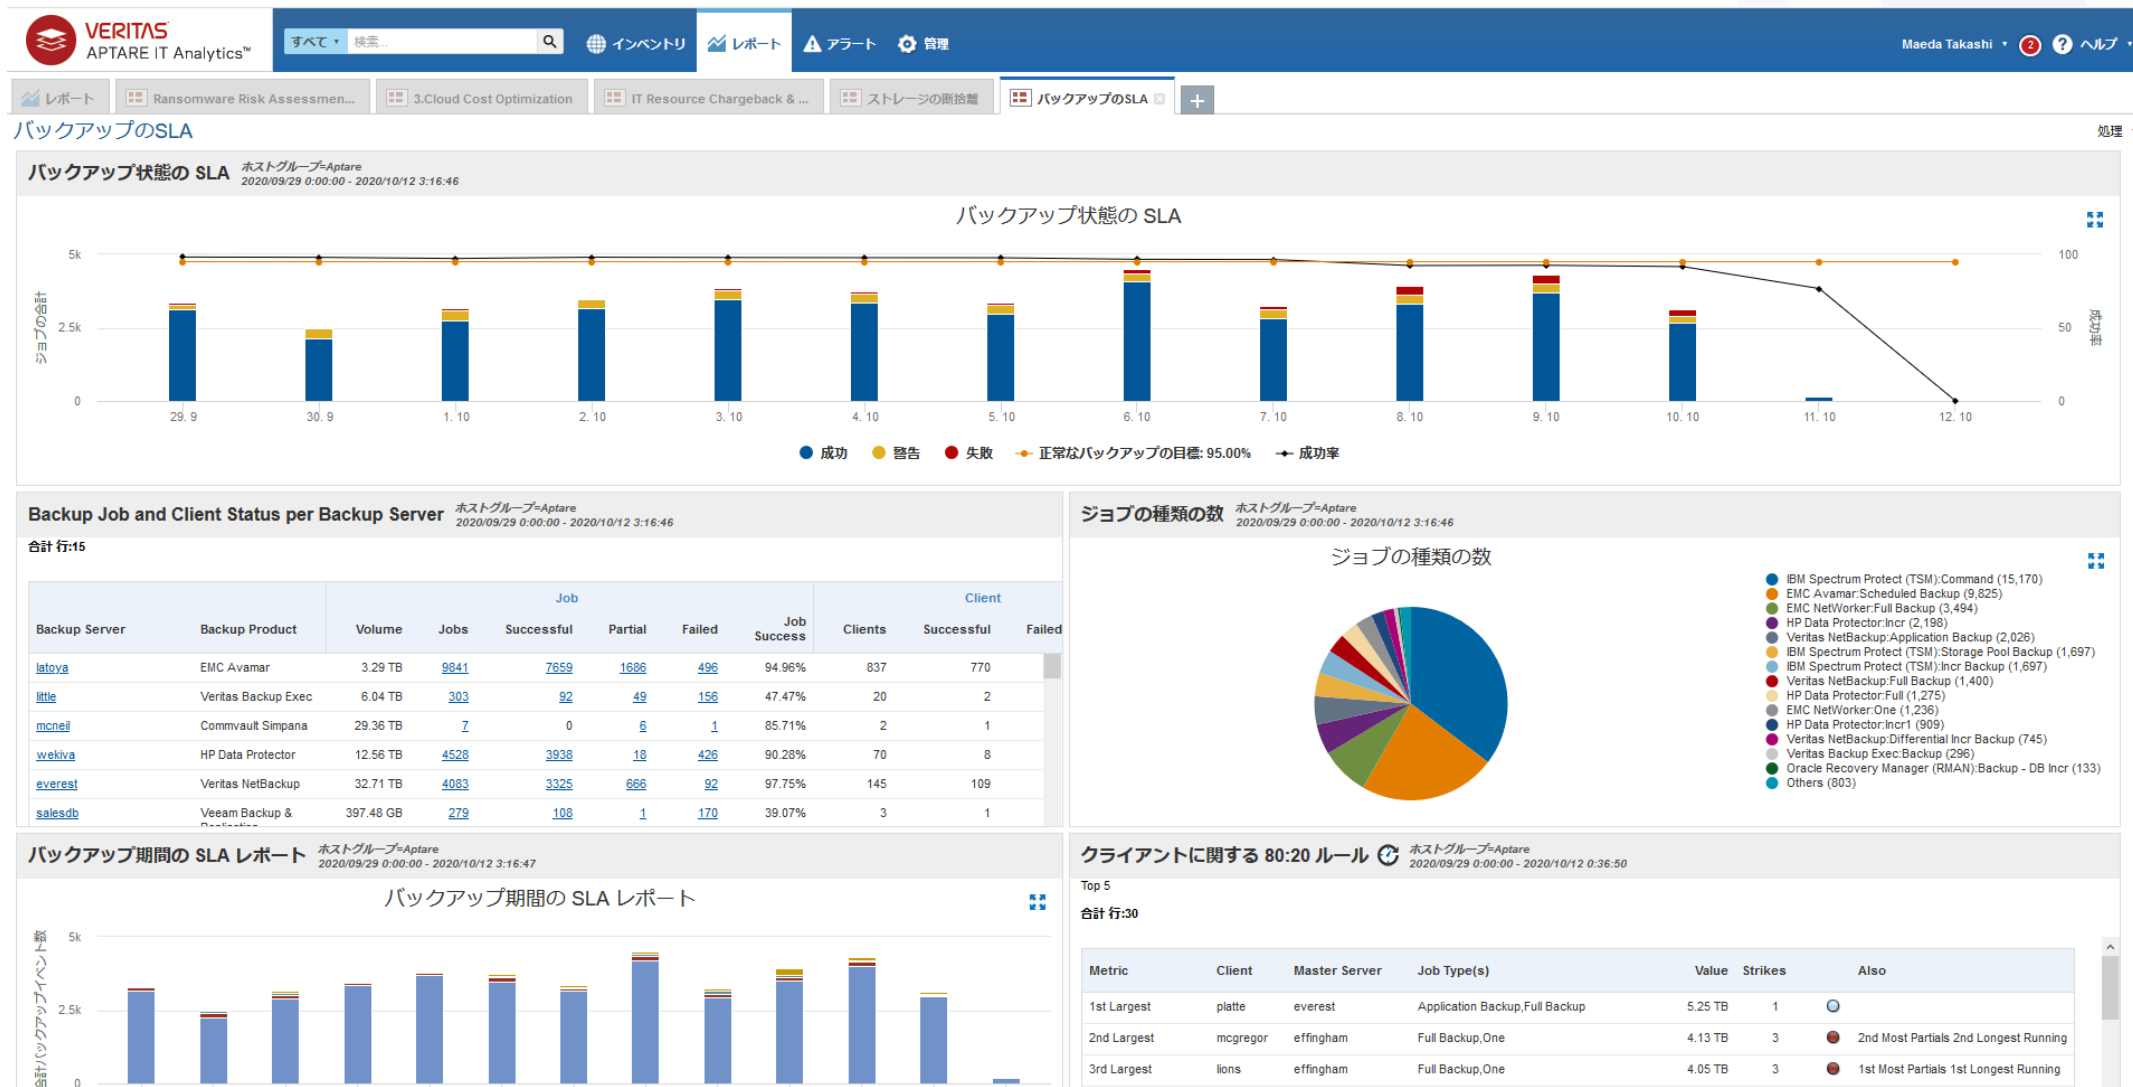 VERITAS
APTARE IT Analytics™
すべて
検索...
インベントリ
レポート
アラート
管理
Maeda Takashi
2
ヘルプ
レポート
Ransomware Risk Assessmen...
3.Cloud Cost Optimization
IT Resource Chargeback & ...
ストレージの断捨離
バックアップのSLA
バックアップのSLA
処理
バックアップ状態の SLA
ホストグループ=Aptare
2020/09/29 0:00:00 - 2020/10/12 3:16:46
バックアップ状態の SLA
5k
2.5k
0
ジョブの合計
100
50
0
成功率
29. 9
30. 9
1. 10
2. 10
3. 10
4. 10
5. 10
6. 10
7. 10
8. 10
9. 10
10. 10
11. 10
12. 10
成功
警告
失敗
正常なバックアップの目標: 95.00%
成功率
Backup Job and Client Status per Backup Server
ホストグループ=Aptare
2020/09/29 0:00:00 - 2020/10/12 3:16:46
合計 行:15
Job
Client
Backup Server Backup Product Volume Jobs Successful Partial Failed Job Success Clients Successful Failed
latoya EMC Avamar 3.29 TB 9841 7659 1686 496 94.96% 837 770
little Veritas Backup Exec 6.04 TB 303 92 49 156 47.47% 20 2
mcneil Commvault Simpana 29.36 TB 7 0 6 1 85.71% 2 1
wekiva HP Data Protector 12.56 TB 4528 3938 18 426 90.28% 70 8
everest Veritas NetBackup 32.71 TB 4083 3325 666 92 97.75% 145 109
salesdb Veeam Backup & 397.48 GB 279 108 1 170 39.07% 3 1
ジョブの種類の数
ホストグループ=Aptare
2020/09/29 0:00:00 - 2020/10/12 3:16:46
ジョブの種類の数
IBM Spectrum Protect (TSM):Command (15,170)
EMC Avamar:Scheduled Backup (9,825)
EMC NetWorker:Full Backup (3,494)
HP Data Protector:Incr (2,198)
Veritas NetBackup:Application Backup (2,026)
IBM Spectrum Protect (TSM):Storage Pool Backup (1,697)
IBM Spectrum Protect (TSM):Incr Backup (1,697)
Veritas NetBackup:Full Backup (1,400)
HP Data Protector:Full (1,275)
EMC NetWorker:One (1,236)
HP Data Protector:Incr1 (909)
Veritas NetBackup:Differential Incr Backup (745)
Veritas Backup Exec:Backup (296)
Oracle Recovery Manager (RMAN):Backup - DB Incr (133)
Others (803)
バックアップ期間の SLA レポート
ホストグループ=Aptare
2020/09/29 0:00:00 - 2020/10/12 3:16:47
バックアップ期間の SLA レポート
5k
2.5k
0
合計バックアップイベント数
クライアントに関する 80:20 ルール
ホストグループ=Aptare
2020/09/29 0:00:00 - 2020/10/12 0:36:50
Top 5
合計 行:30
Metric Client Master Server Job Type(s) Value Strikes Also
1st Largest platte everest Application Backup,Full Backup 5.25 TB 1
2nd Largest mcgregor effingham Full Backup,One 4.13 TB 3 2nd Most Partials 2nd Longest Running
3rd Largest lions effingham Full Backup,One 4.05 TB 3 1st Most Partials 1st Longest Running